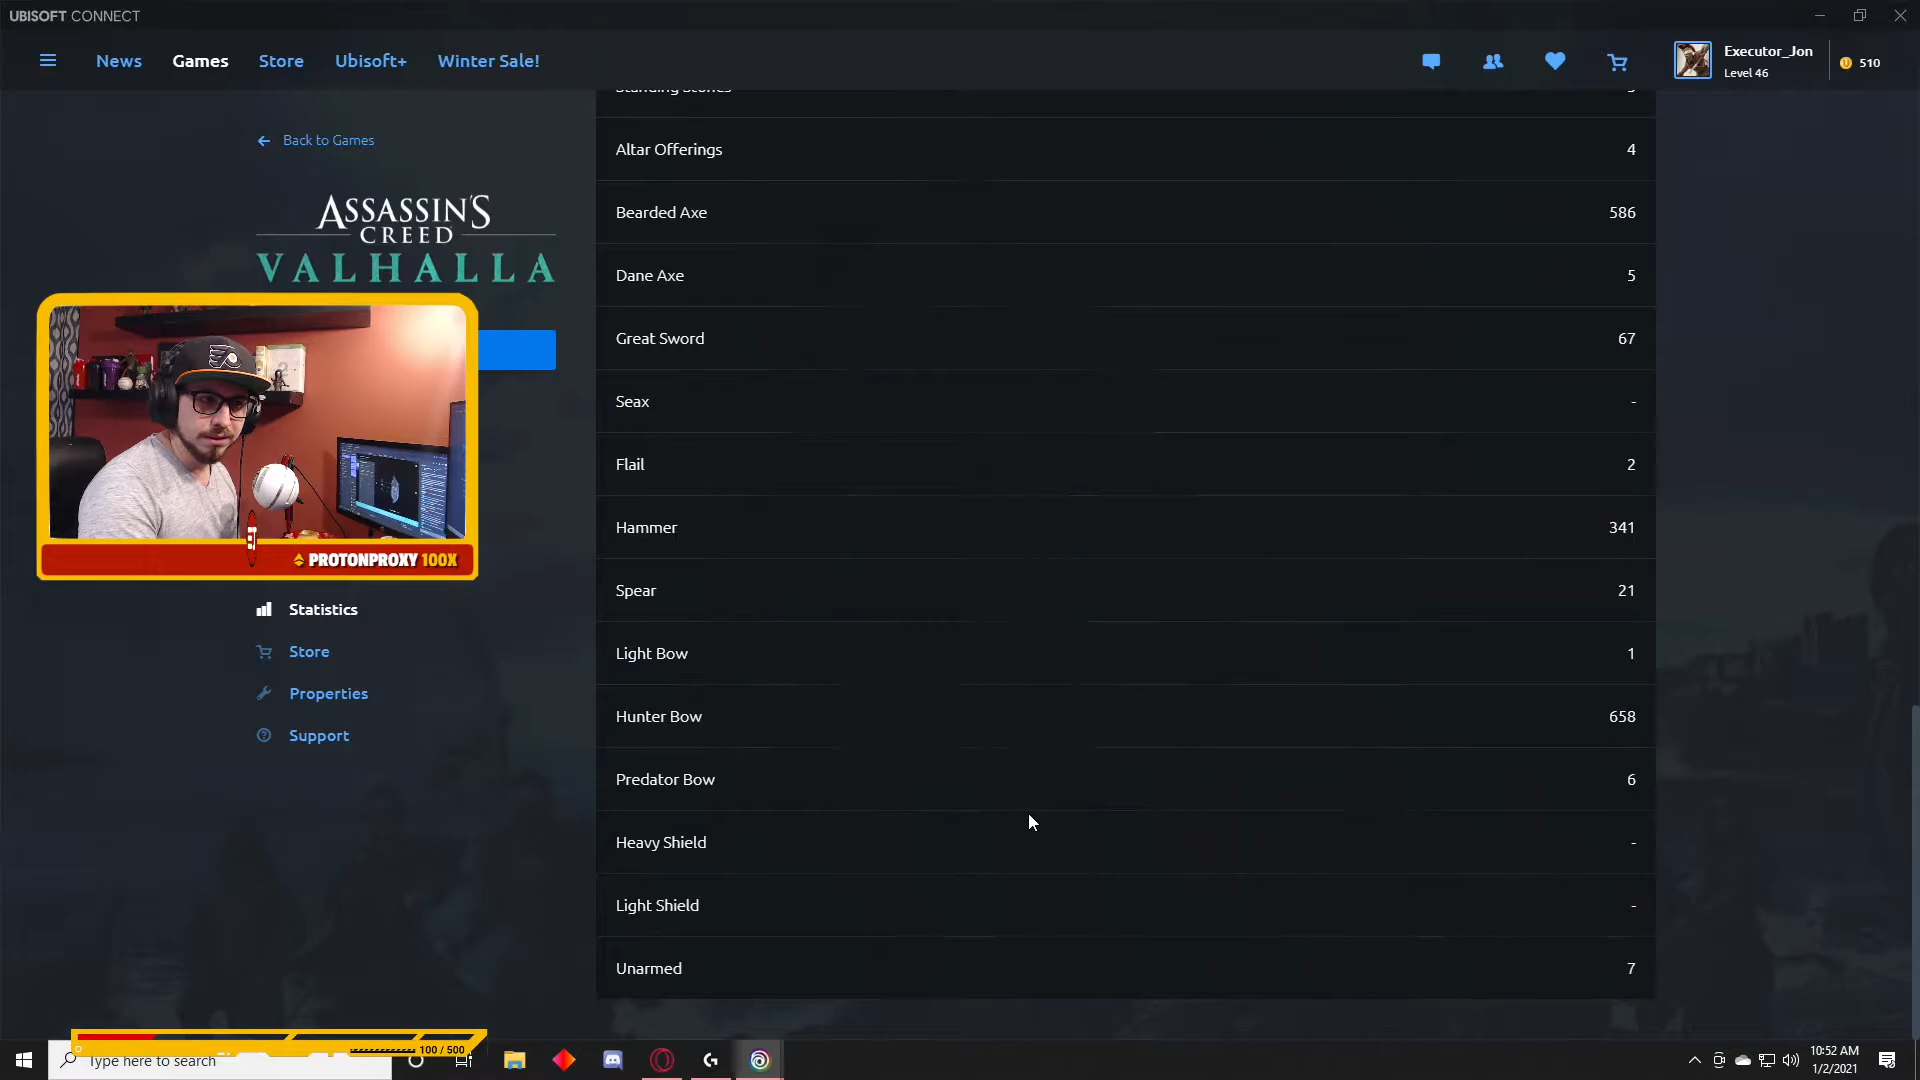 UBISOFT CONNECT
News
Games
Store
Ubisoft+
Winter Sale!
Executor_Jon
Level 46
510
Back to Games
ASSASSIN'S
CREED
VALHALLA
PROTONPROXY 100X
Statistics
Store
Properties
Support
Standing Stones
Altar Offerings 4
Bearded Axe 586
Dane Axe 5
Great Sword 67
Seax -
Flail 2
Hammer 341
Spear 21
Light Bow 1
Hunter Bow 658
Predator Bow 6
Heavy Shield -
Light Shield -
Unarmed 7
100 / 500
Type here to search
10:52 AM
1/2/2021